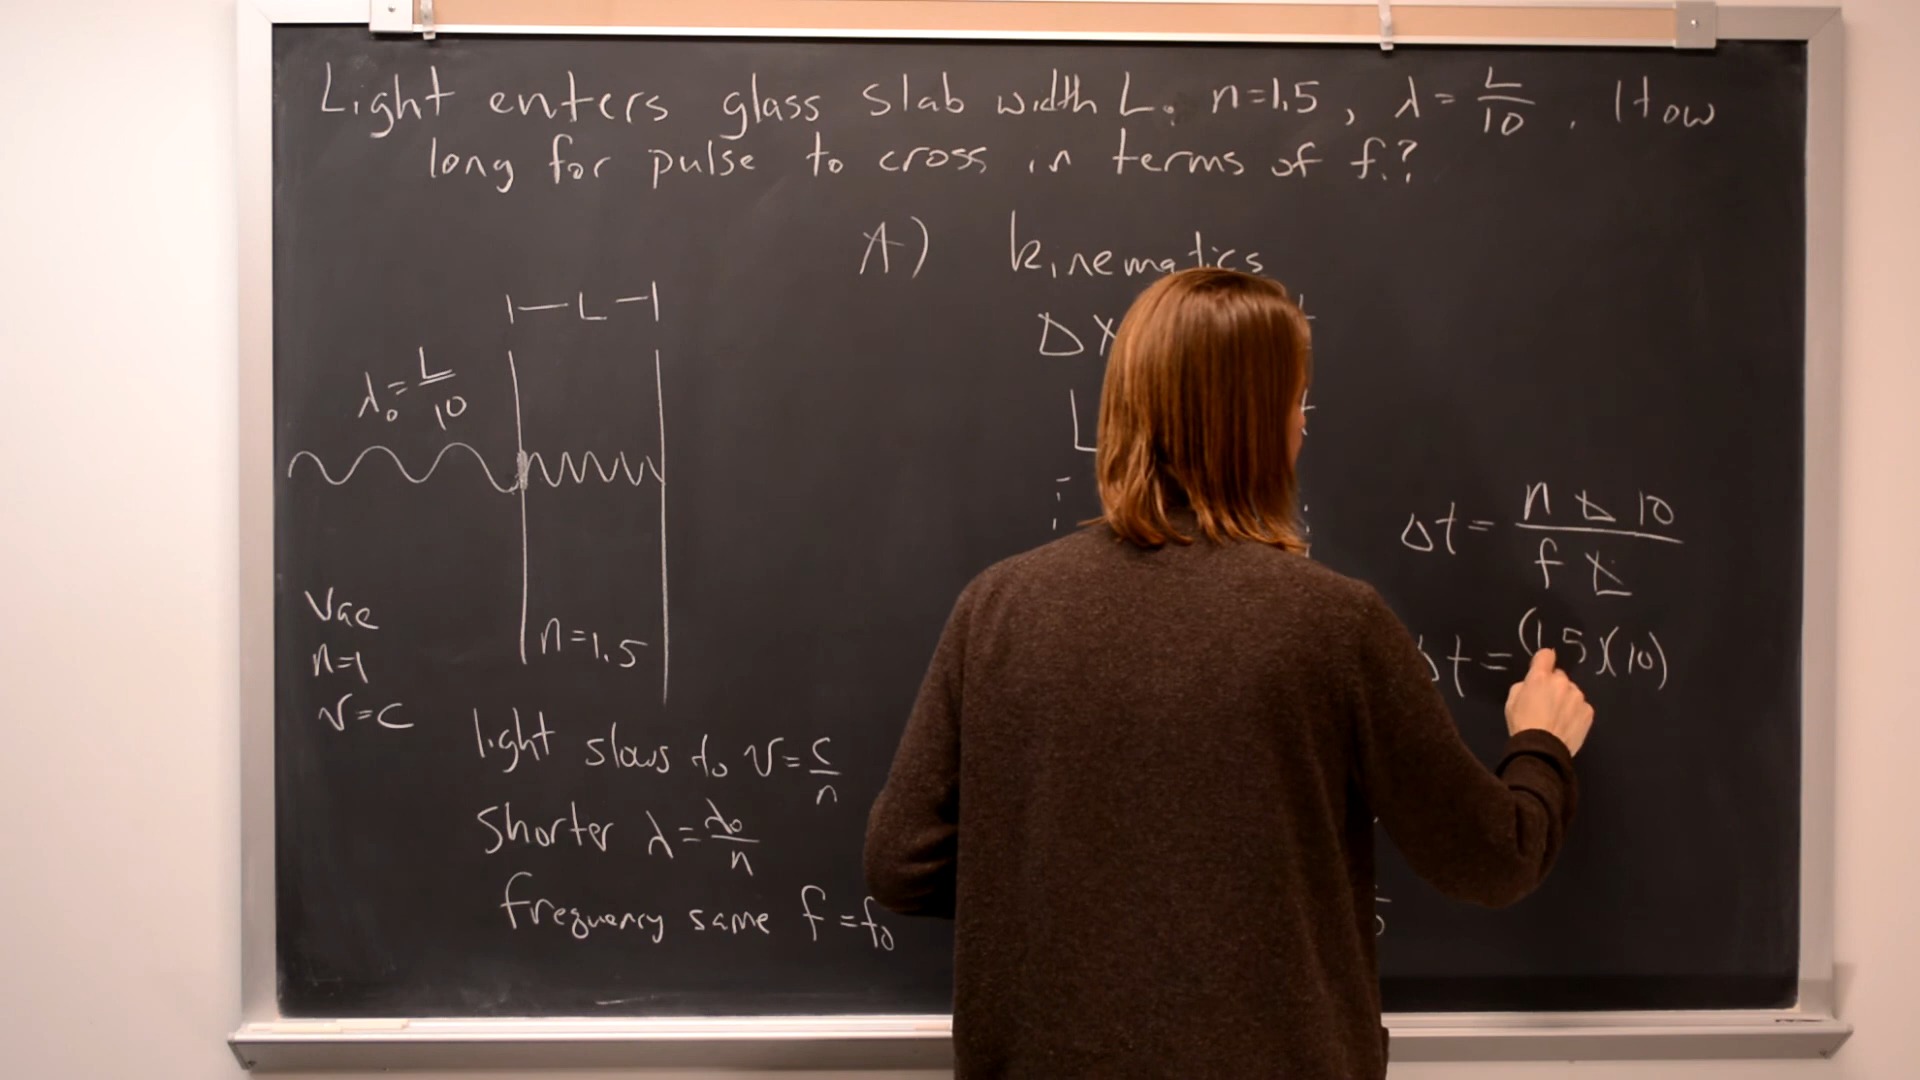 Light enters glass slab width L. n=1.5, λ = L/10. How
long for pulse to cross in terms of f.?
A) kinematics
|— L —|
λ₀ = L/10
Δx
L
n=1.5
Vac
n=1
v=c
light slows to v = c/n
shorter λ = λ₀/n
frequency same f = f₀
Δt = n L 10 / f L
Δt = (1.5)(10)